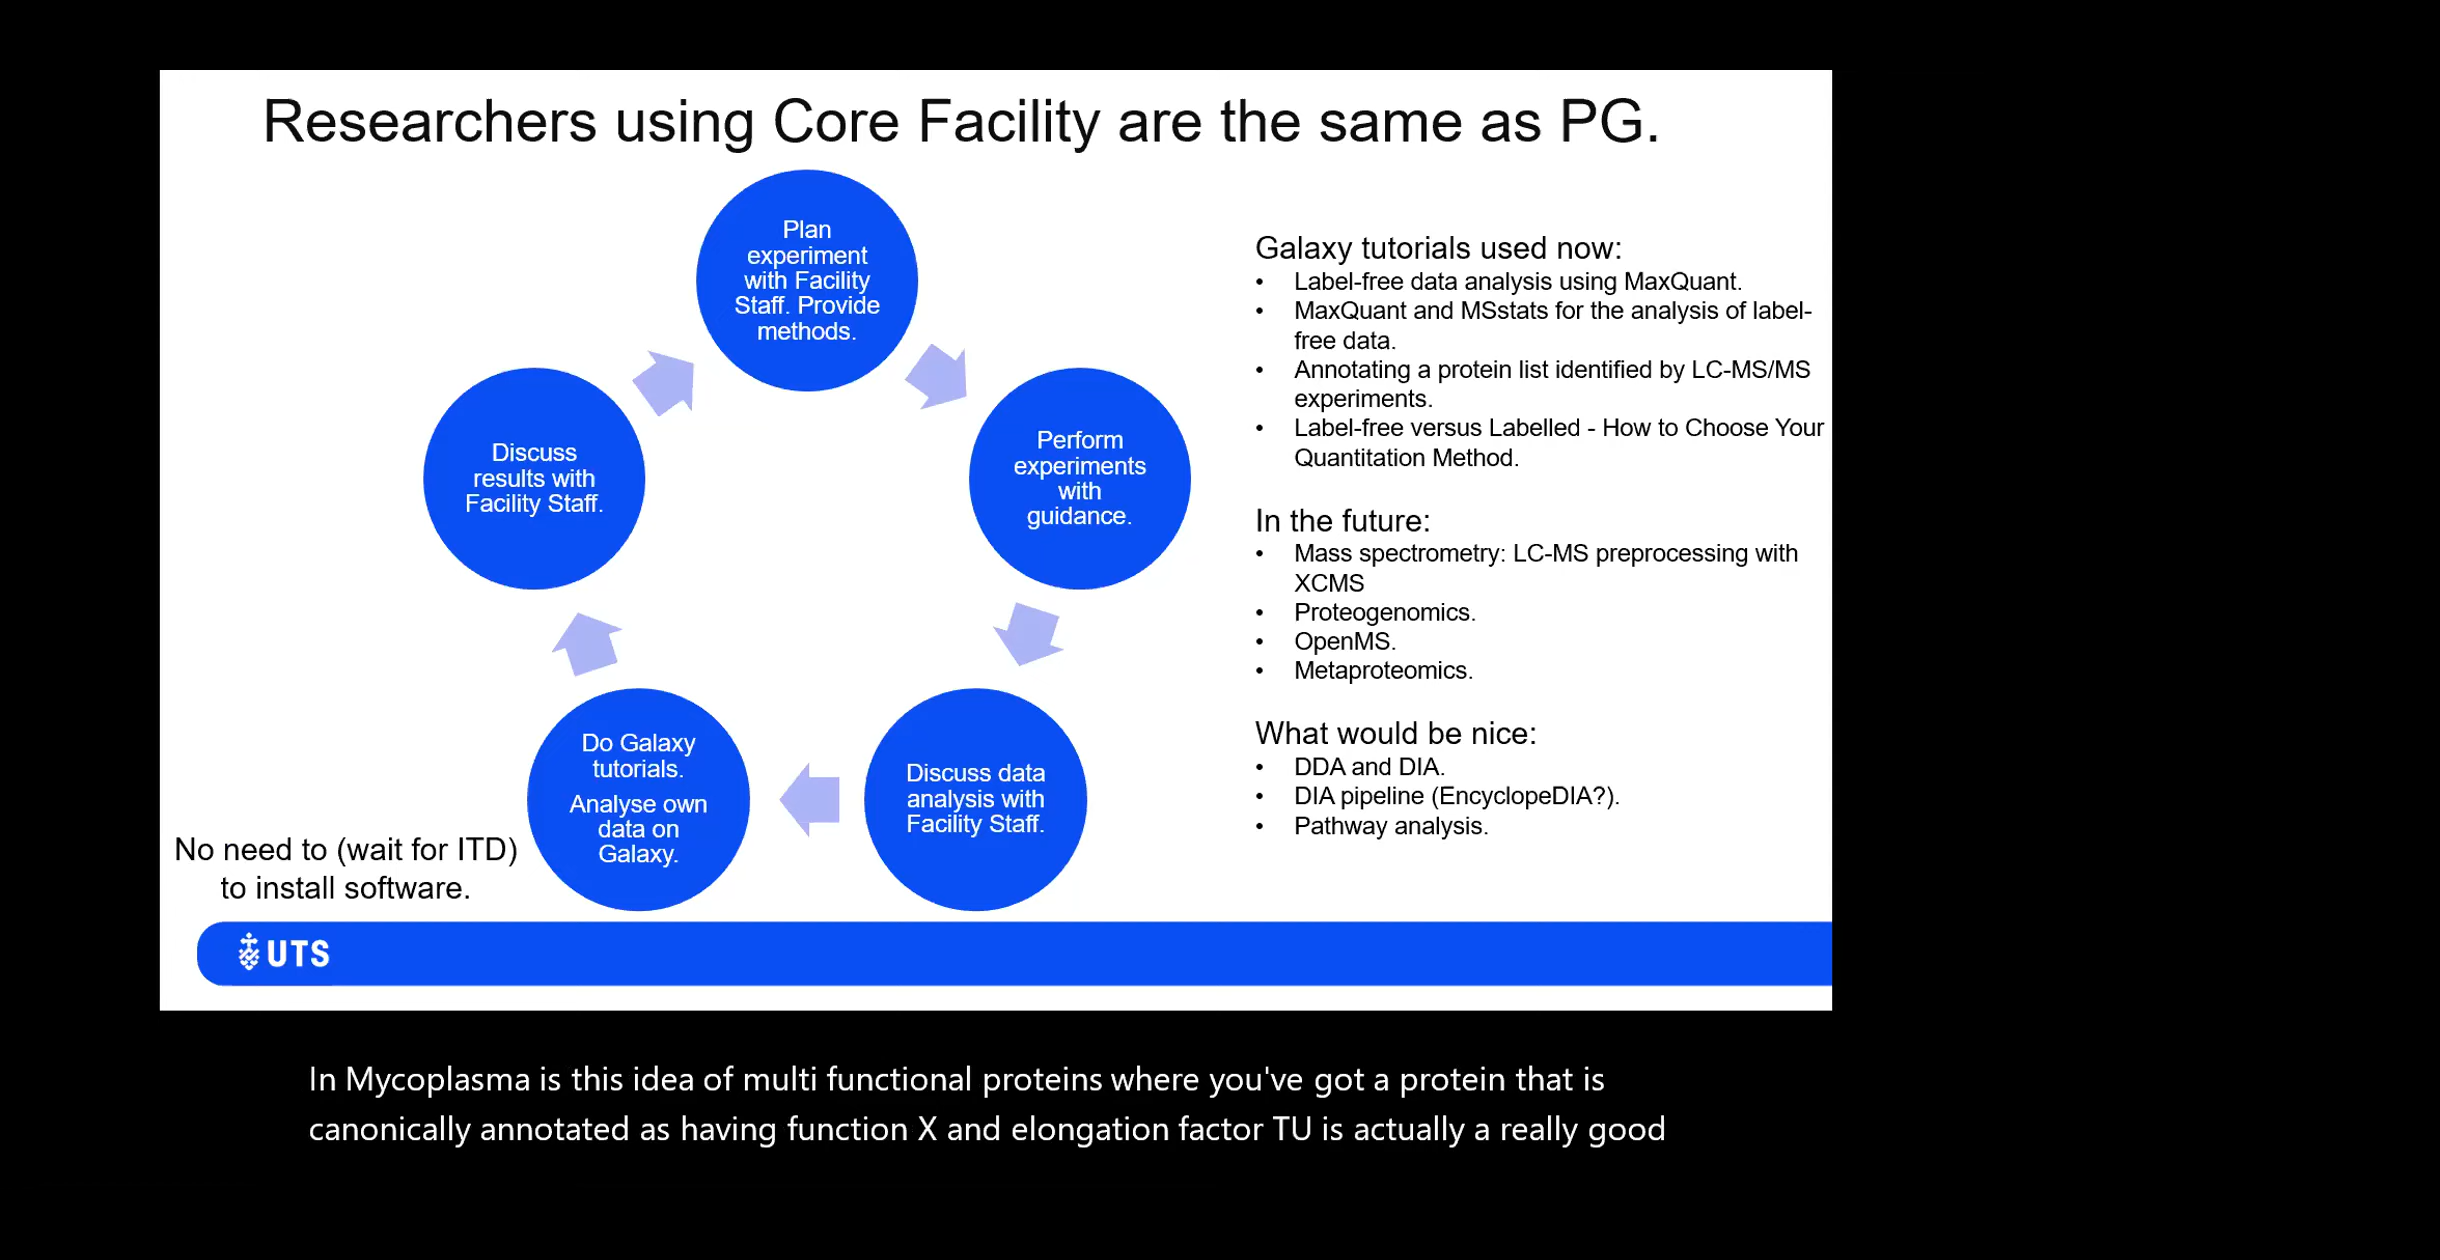 Researchers using Core Facility are the same as PG.
Plan
experiment
with Facility
Staff. Provide
methods.
Perform
experiments
with
guidance.
Discuss data
analysis with
Facility Staff.
Do Galaxy
tutorials.
Analyse own
data on
Galaxy.
Discuss
results with
Facility Staff.
No need to (wait for ITD)
to install software.
Galaxy tutorials used now:
• Label-free data analysis using MaxQuant.
• MaxQuant and MSstats for the analysis of label-
free data.
• Annotating a protein list identified by LC-MS/MS
experiments.
• Label-free versus Labelled - How to Choose Your
Quantitation Method.
In the future:
• Mass spectrometry: LC-MS preprocessing with
XCMS
• Proteogenomics.
• OpenMS.
• Metaproteomics.
What would be nice:
• DDA and DIA.
• DIA pipeline (EncyclopeDIA?).
• Pathway analysis.
UTS
In Mycoplasma is this idea of multi functional proteins where you've got a protein that is
canonically annotated as having function X and elongation factor TU is actually a really good